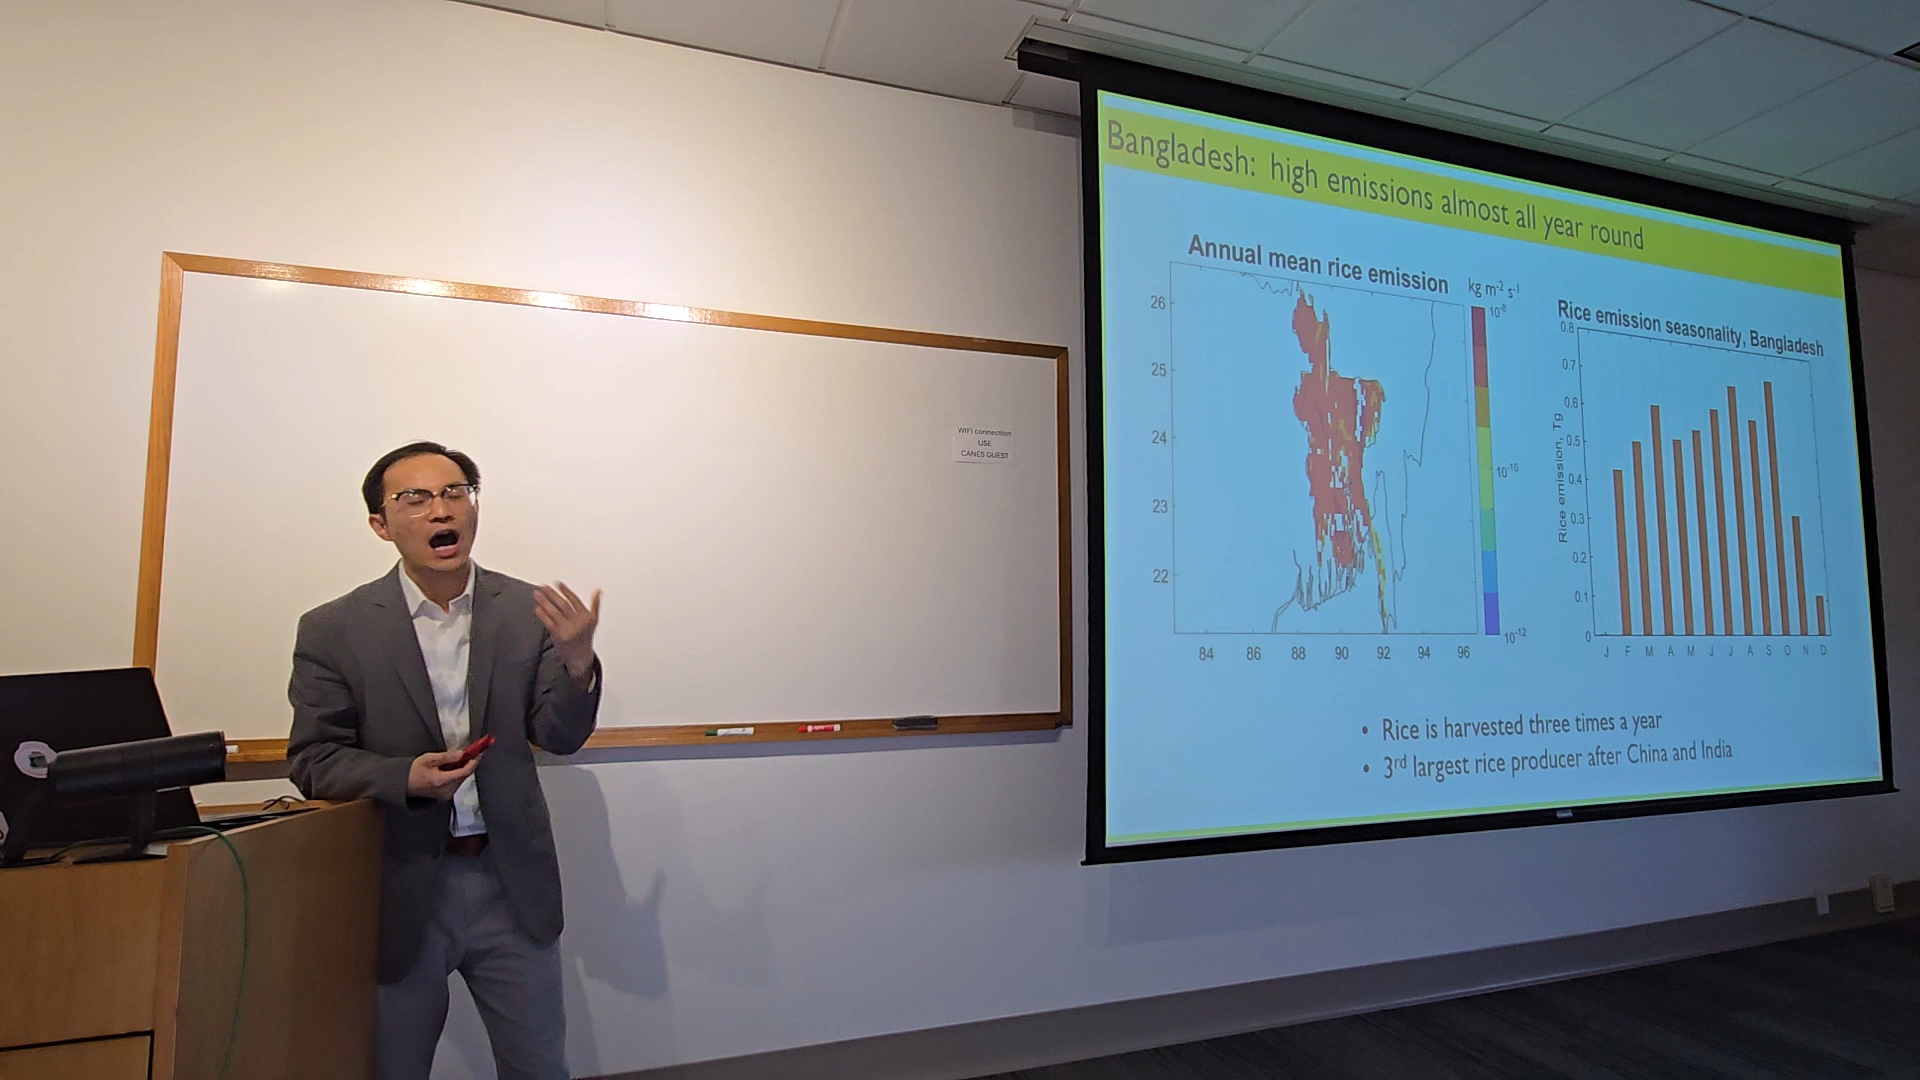 WIFI connection
USE
CANES GUEST
Bangladesh: high emissions almost all year round
Annual mean rice emission
kg m⁻² s⁻¹
26
25
24
23
22
84 86 88 90 92 94 96
10⁻⁸
10⁻¹⁰
10⁻¹²
Rice emission seasonality, Bangladesh
Rice emission, Tg
0.8
0.7
0.6
0.5
0.4
0.3
0.2
0.1
0
J F M A M J J A S O N D
• Rice is harvested three times a year
• 3rd largest rice producer after China and India